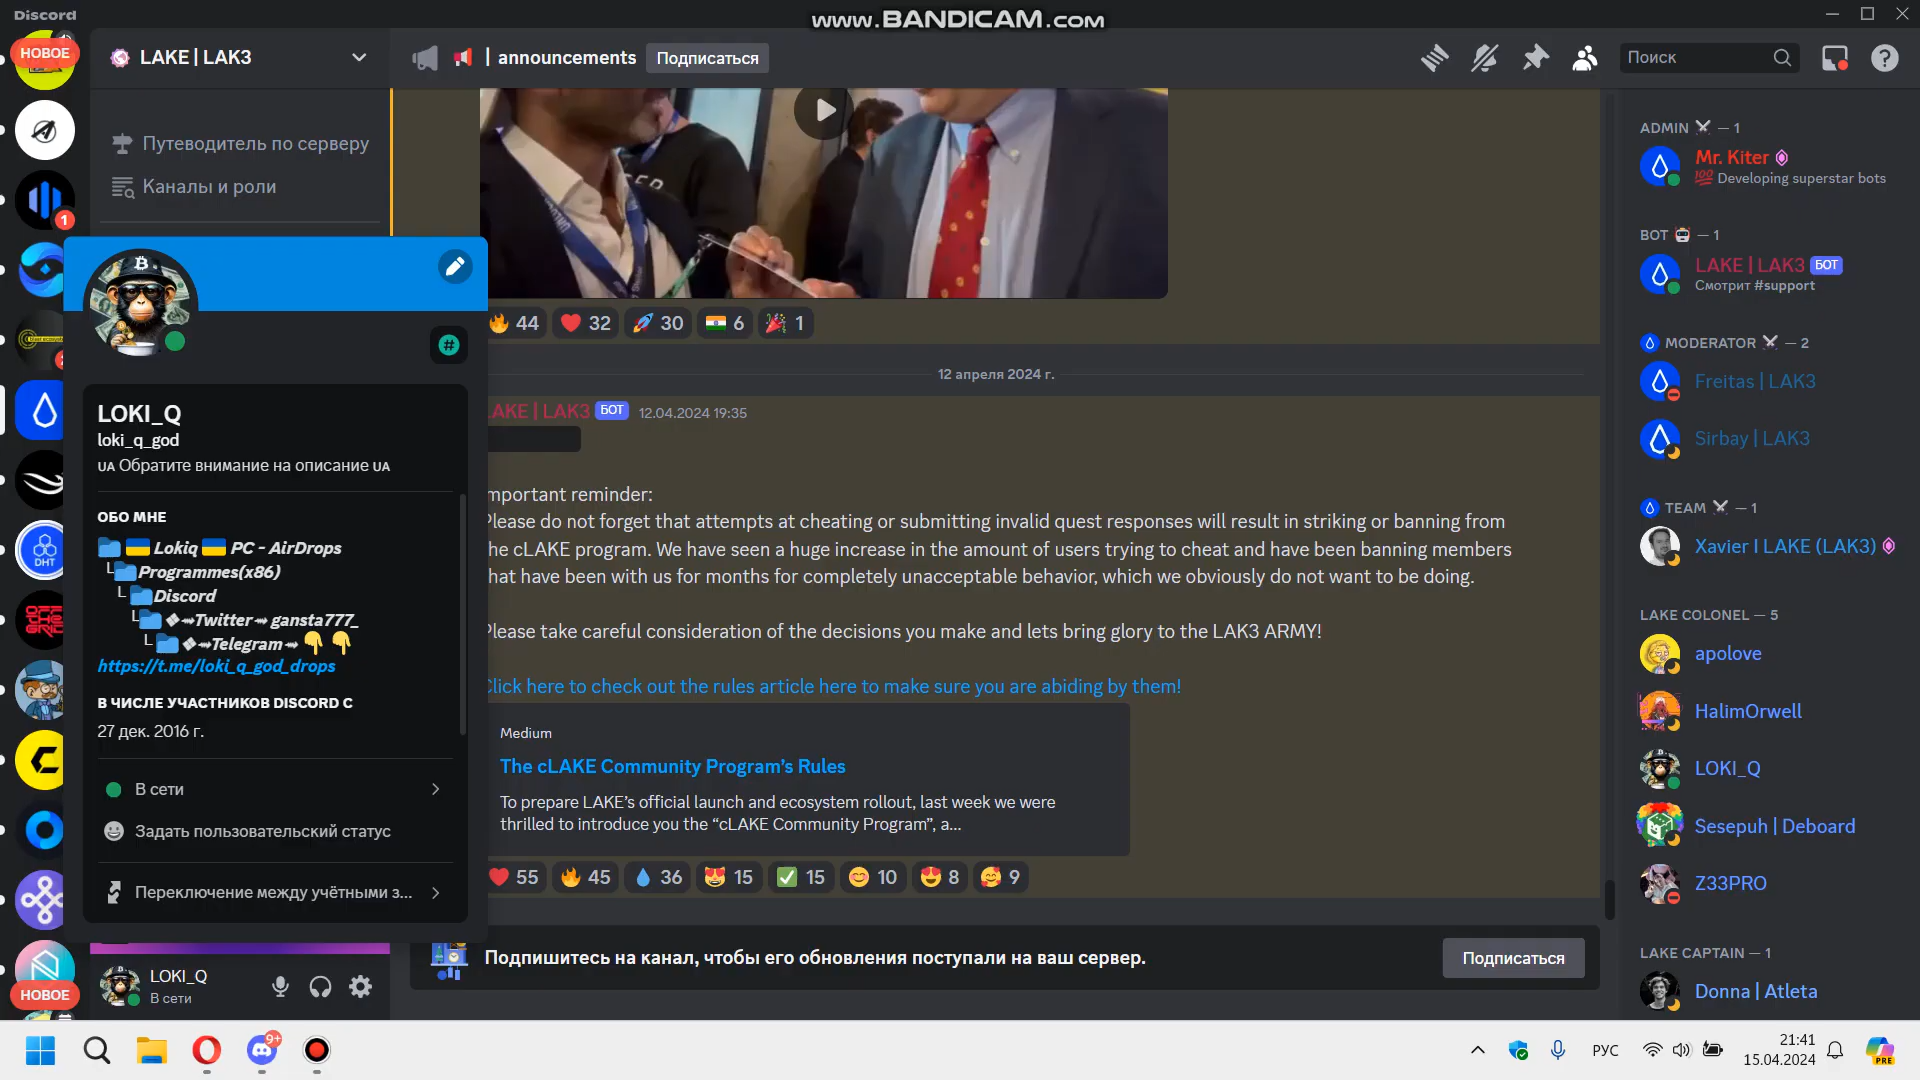 Discord
www.BANDICAM.com
НОВОЕ
LAKE | LAK3
| announcements
Подписаться
Поиск
Путеводитель по серверу
Каналы и роли
1
LOKI_Q
loki_q_god
UA Обратите внимание на описание UA
ОБО МНЕ
Lokiq PC - AirDrops
Programmes(x86)
Discord
Twitter gansta777_
Telegram
https://t.me/loki_q_god_drops
В ЧИСЛЕ УЧАСТНИКОВ DISCORD С
27 дек. 2016 г.
В сети
Задать пользовательский статус
Переключение между учётными з...
LOKI_Q
В сети
НОВОЕ
DHT
44
32
30
6
1
12 апреля 2024 г.
LAKE | LAK3 БОТ 12.04.2024 19:35
mportant reminder:
Please do not forget that attempts at cheating or submitting invalid quest responses will result in striking or banning from
he cLAKE program. We have seen a huge increase in the amount of users trying to cheat and have been banning members
hat have been with us for months for completely unacceptable behavior, which we obviously do not want to be doing.
Please take careful consideration of the decisions you make and lets bring glory to the LAK3 ARMY!
Click here to check out the rules article here to make sure you are abiding by them!
Medium
The cLAKE Community Program's Rules
To prepare LAKE's official launch and ecosystem rollout, last week we were
thrilled to introduce you the “cLAKE Community Program”, a...
55
45
36
15
15
10
8
9
Подпишитесь на канал, чтобы его обновления поступали на ваш сервер.
Подписаться
ADMIN — 1
Mr. Kiter
100 Developing superstar bots
BOT — 1
LAKE | LAK3 БОТ
Смотрит #support
MODERATOR — 2
Freitas | LAK3
Sirbay | LAK3
TEAM — 1
Xavier I LAKE (LAK3)
LAKE COLONEL — 5
apolove
HalimOrwell
LOKI_Q
Sesepuh | Deboard
Z33PRO
LAKE CAPTAIN — 1
Donna | Atleta
9+
РУС
21:41
15.04.2024
PRE